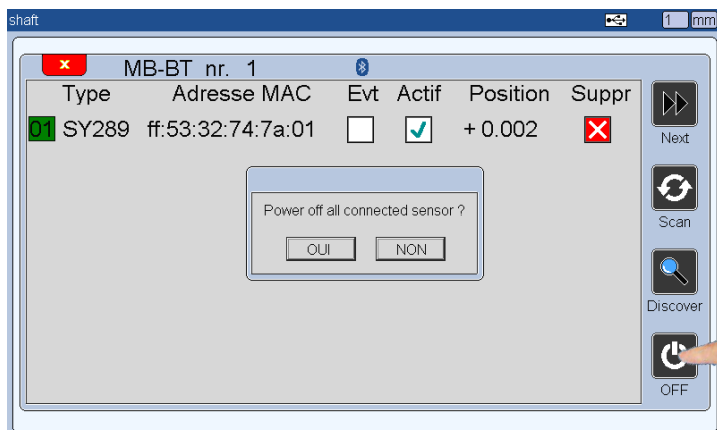 shaft 1 mm
x MB-BT nr. 1
Type Adresse MAC Evt Actif Position Suppr
01 SY289 ff:53:32:74:7a:01 + 0.002
Power off all connected sensor ?
OUI NON
Next
Scan
Discover
OFF